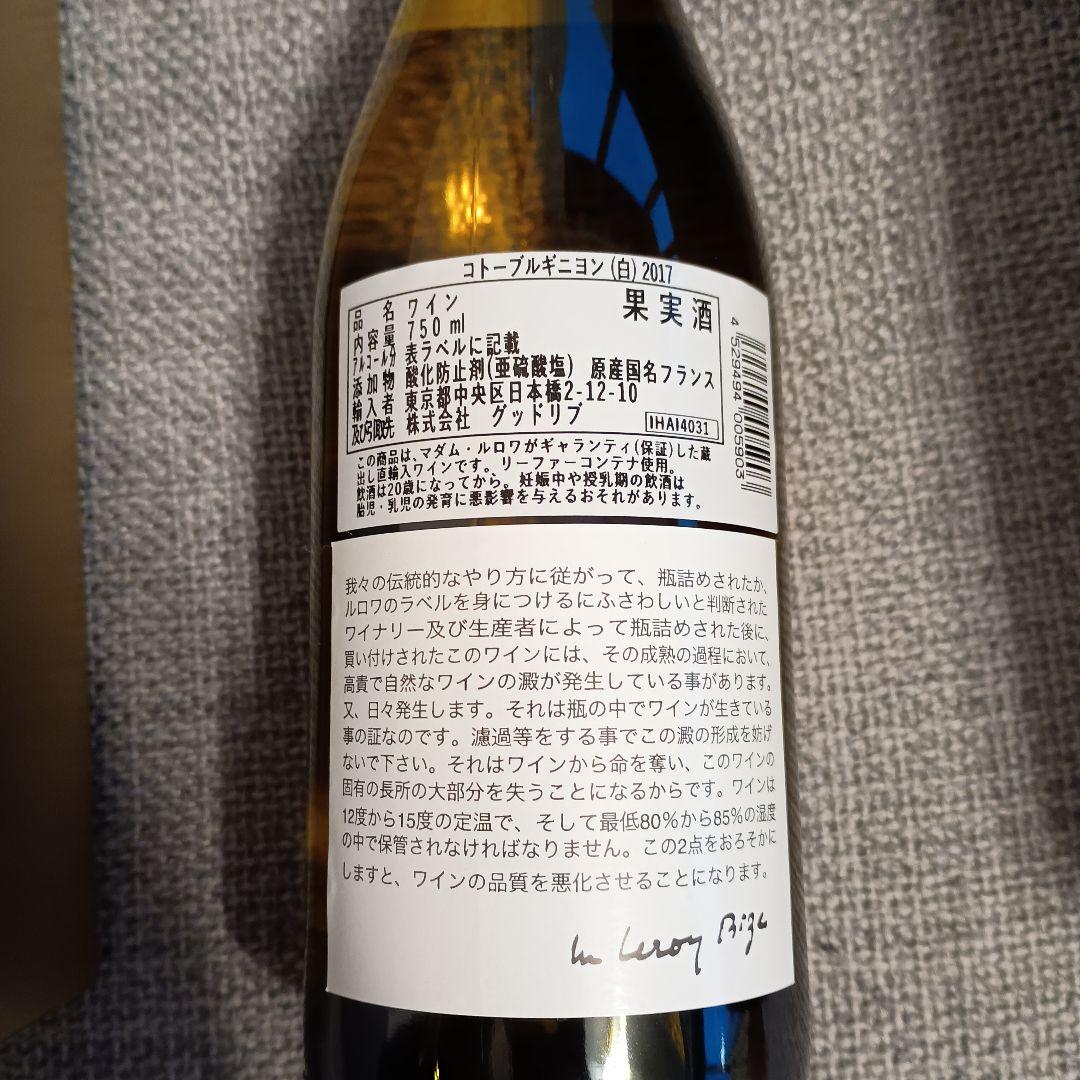 コトーブルギニヨン (白) 2017
品名 ワイン 果実酒
内容量 750 ml
アルコール分 表ラベルに記載
添加物 酸化防止剤(亜硫酸塩) 原産国名フランス
輸入者 東京都中央区日本橋2-12-10
及び引取先 株式会社 グッドリブ IHAI4031
4 529494 005903
この商品は、マダム・ルロワがギャランティ(保証)した蔵
出し直輸入ワインです。リーファーコンテナ使用。
飲酒は20歳になってから。妊娠中や授乳期の飲酒は
胎児・乳児の発育に悪影響を与えるおそれがあります。
我々の伝統的なやり方に従がって、瓶詰めされたか、
ルロワのラベルを身につけるにふさわしいと判断された
ワイナリー及び生産者によって瓶詰めされた後に、
買い付けされたこのワインには、その成熟の過程において、
高貴で自然なワインの澱が発生している事があります。
又、日々発生します。それは瓶の中でワインが生きている
事の証なのです。濾過等をする事でこの澱の形成を妨げ
ないで下さい。それはワインから命を奪い、このワインの
固有の長所の大部分を失うことになるからです。ワインは
12度から15度の定温で、そして最低80%から85%の湿度
の中で保管されなければなりません。この2点をおろそかに
しますと、ワインの品質を悪化させることになります。
Leroy Bize